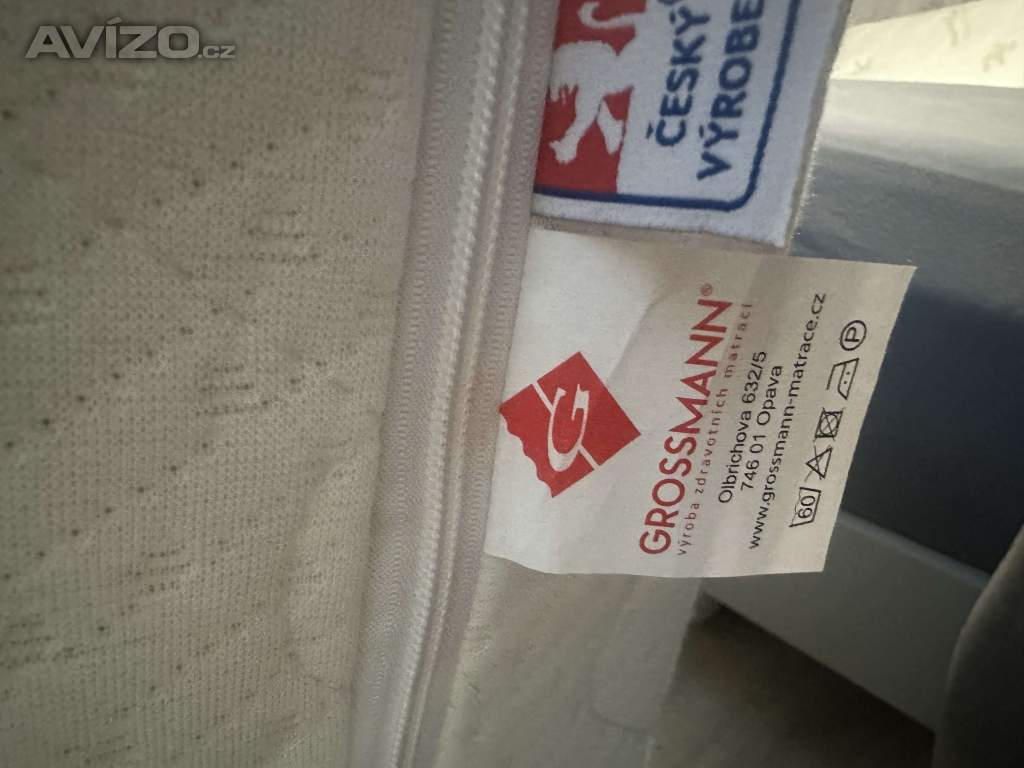 AVÍZO.cz
ČESKÝ
VÝROBE
G
GROSSMANN®
výroba zdravotních matrací
Olbrichova 632/5
746 01 Opava
www.grossmann-matrace.cz
60 P